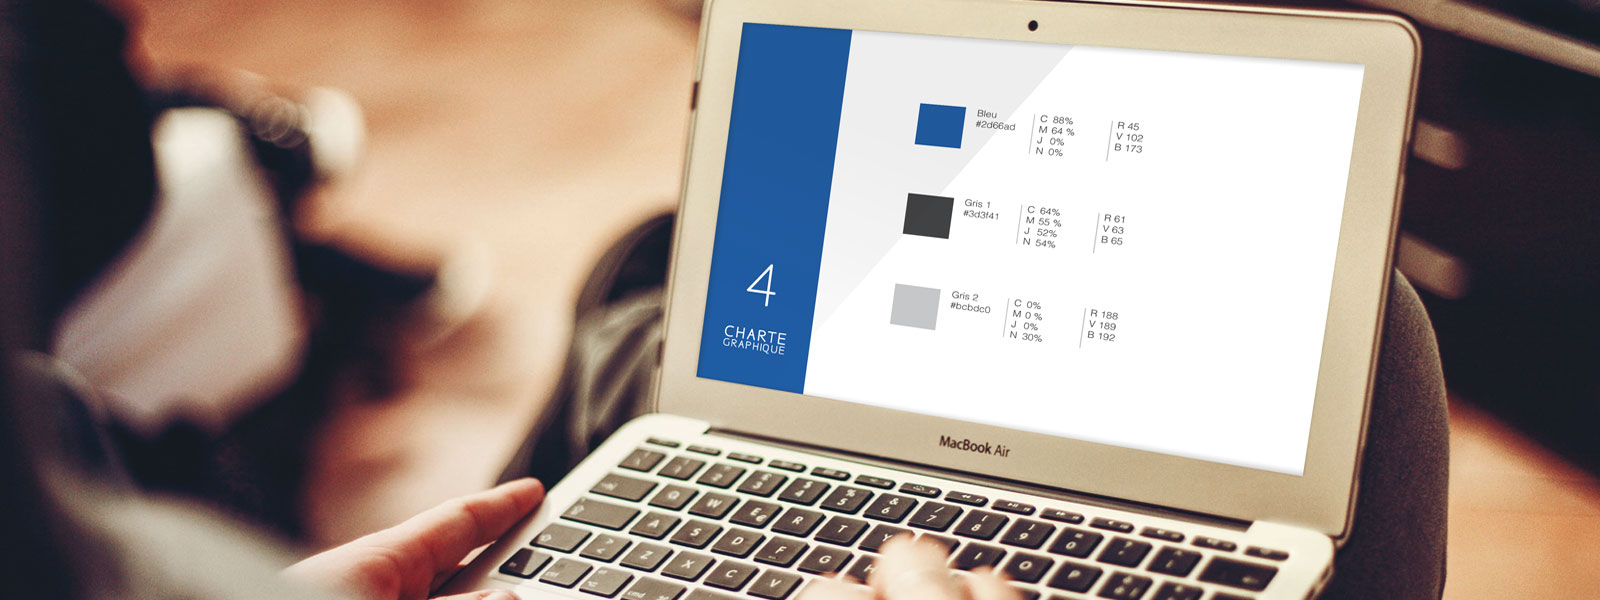 4
CHARTE
GRAPHIQUE
Bleu
#2d66ad
C 88%
M 64 %
J 0%
N 0%
R 45
V 102
B 173
Gris 1
#3d3f41
C 64%
M 55 %
J 52%
N 54%
R 61
V 63
B 65
Gris 2
#bcbdc0
C 0%
M 0 %
J 0%
N 30%
R 188
V 189
B 192
MacBook Air
Q W E R T Y
A S D F G H
Z X C V
O P
cmd